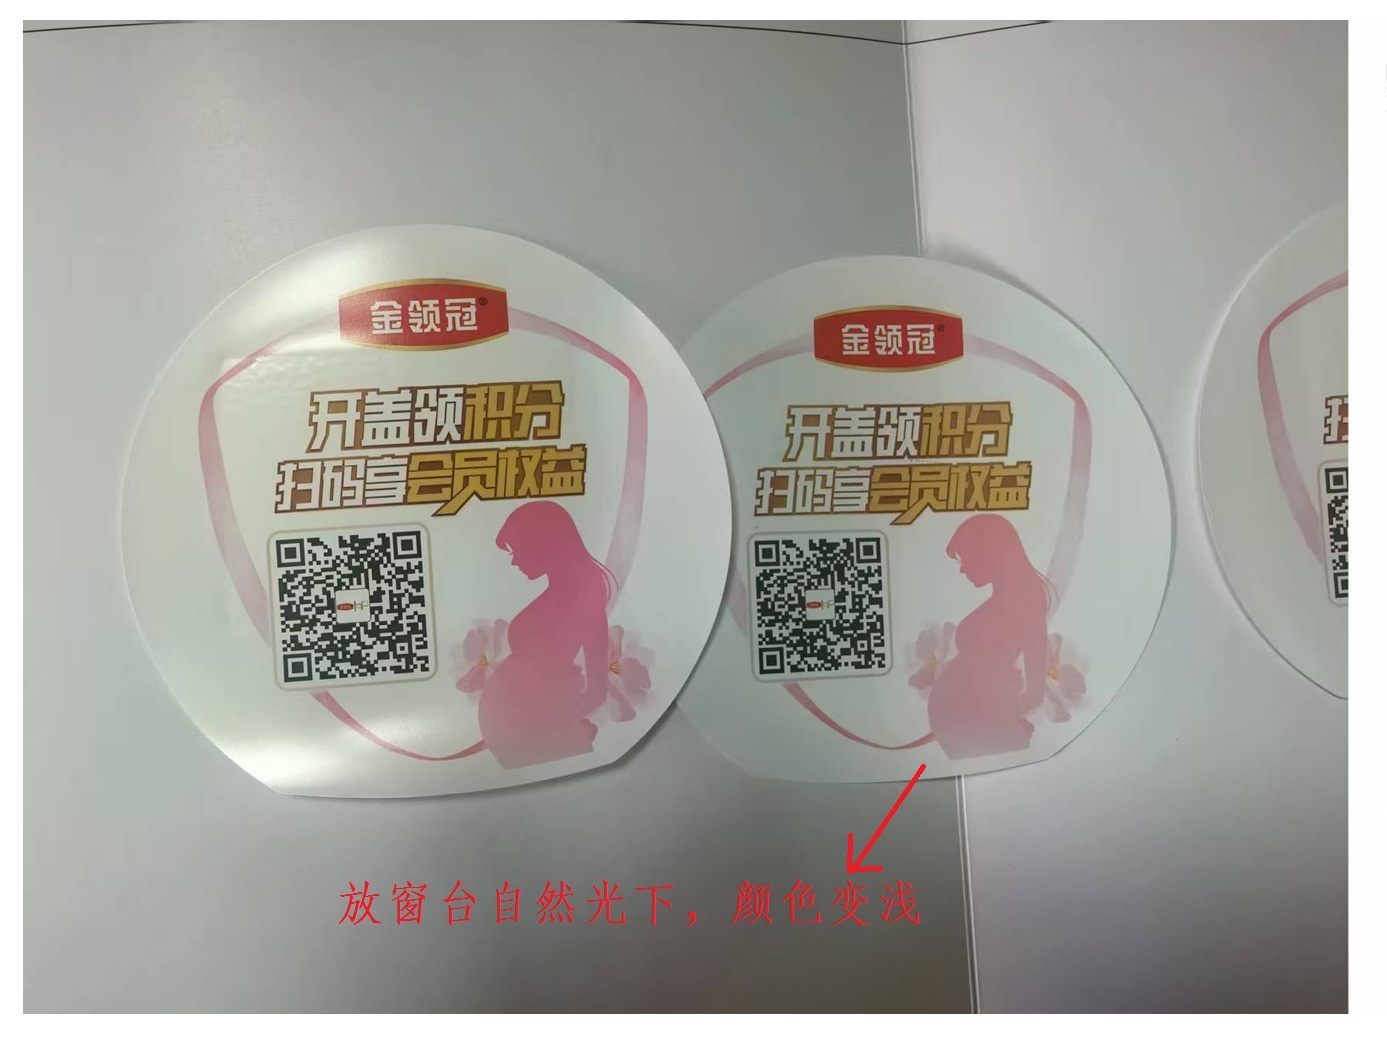 金领冠®
开盖领积分
扫码享会员权益
金领冠®
开盖领积分
扫码享会员权益
扫
放窗台自然光下，颜色变浅